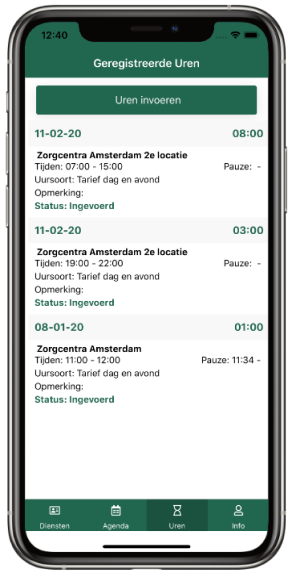 12:40
Geregistreerde Uren
Uren invoeren
11-02-20 08:00
Zorgcentra Amsterdam 2e locatie
Tijden: 07:00 - 15:00 Pauze: -
Uursoort: Tarief dag en avond
Opmerking:
Status: Ingevoerd
11-02-20 03:00
Zorgcentra Amsterdam 2e locatie
Tijden: 19:00 - 22:00 Pauze: -
Uursoort: Tarief dag en avond
Opmerking:
Status: Ingevoerd
08-01-20 01:00
Zorgcentra Amsterdam
Tijden: 11:00 - 12:00 Pauze: 11:34 -
Uursoort: Tarief dag en avond
Opmerking:
Status: Ingevoerd
Diensten Agenda Uren Info